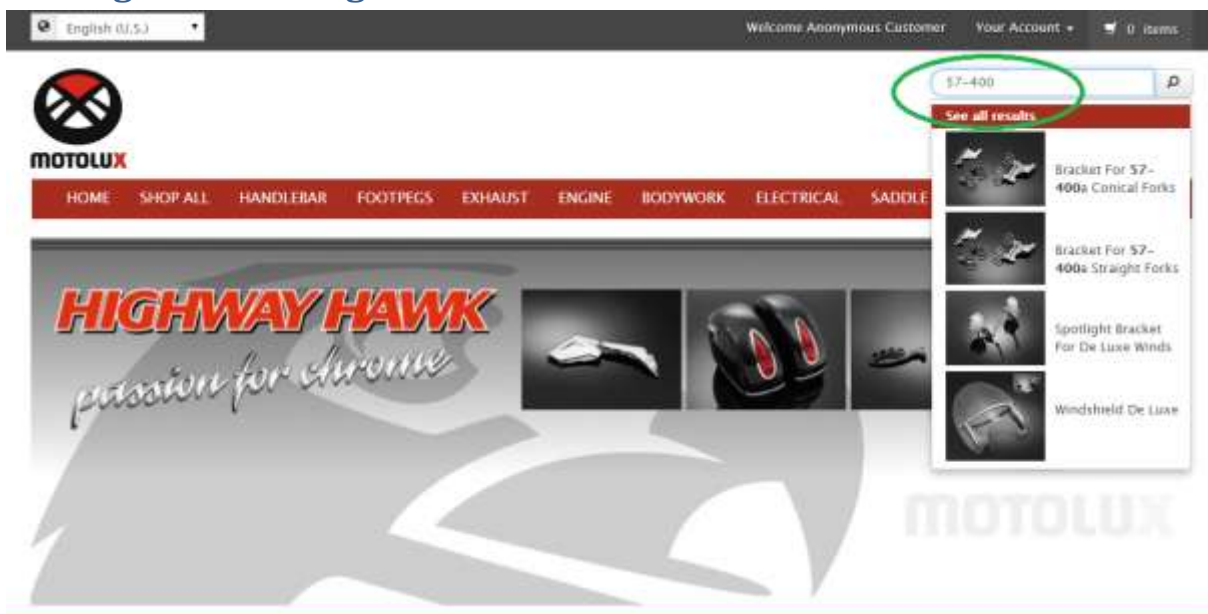 English (U.S.)
Welcome Anonymous Customer Your Account 0 items
57-400
See all results
MOTOLUX
Bracket For 57-
400a Conical Forks
HOME SHOP ALL HANDLEBAR FOOTPEGS EXHAUST ENGINE BODYWORK ELECTRICAL SADDLE
Bracket For 57-
400a Straight Forks
HIGHWAY HAWK
passion for chrome
Spotlight Bracket
For De Luxe Winds
Windshield De Luxe
MOTOLUX